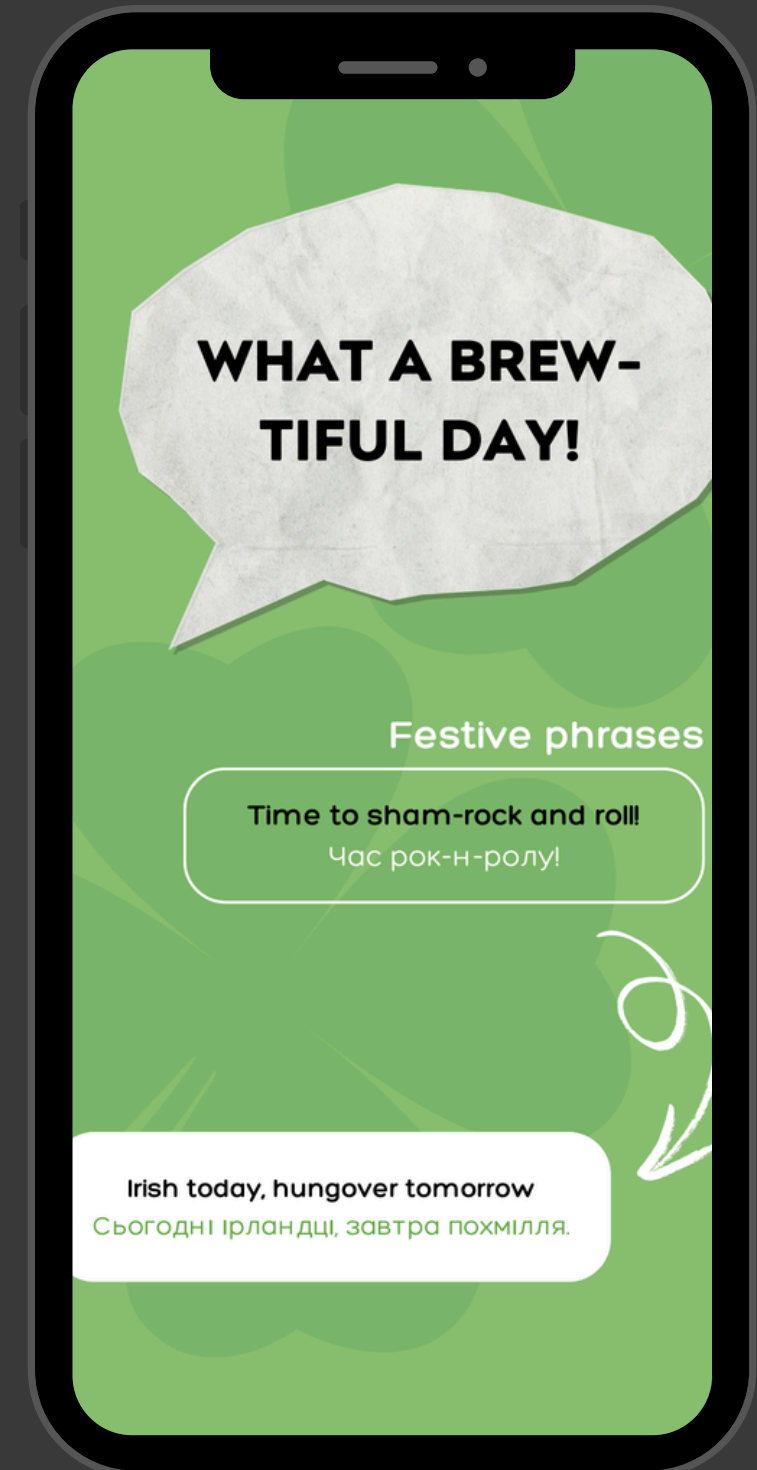 WHAT A BREW-
TIFUL DAY!
Festive phrases
Time to sham-rock and roll!
Час рок-н-ролу!
Irish today, hungover tomorrow
Сьогодні ірландці, завтра похмілля.